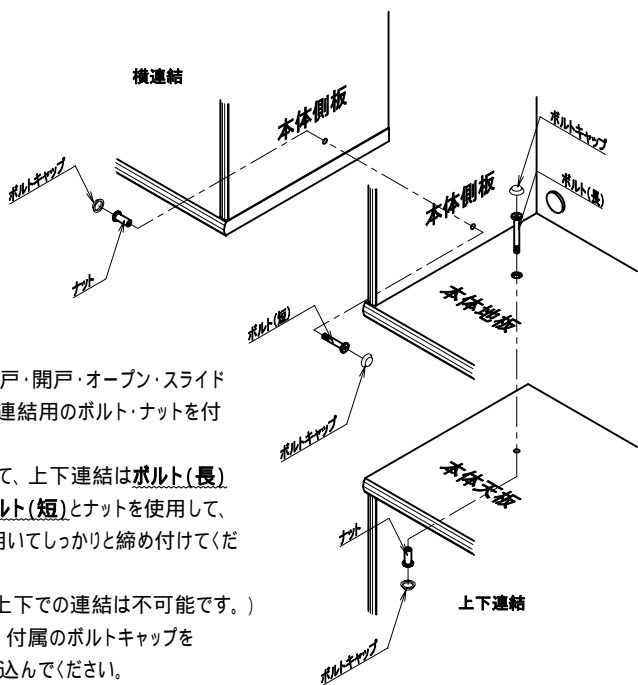 横連結
本体側板
ボルトキャップ
ナット
本体側板
ボルトキャップ
ボルト(長)
本体地板
ボルト(短)
ボルトキャップ
本体天板
ナット
上下連結
ボルトキャップ
戸・開戸・オープン・スライド
連結用のボルト・ナットを付
て、上下連結はボルト(長)
ルト(短)とナットを使用して、
用いてしっかりと締め付けてくだ
上下での連結は不可能です。)
付属のボルトキャップを
込んでください。